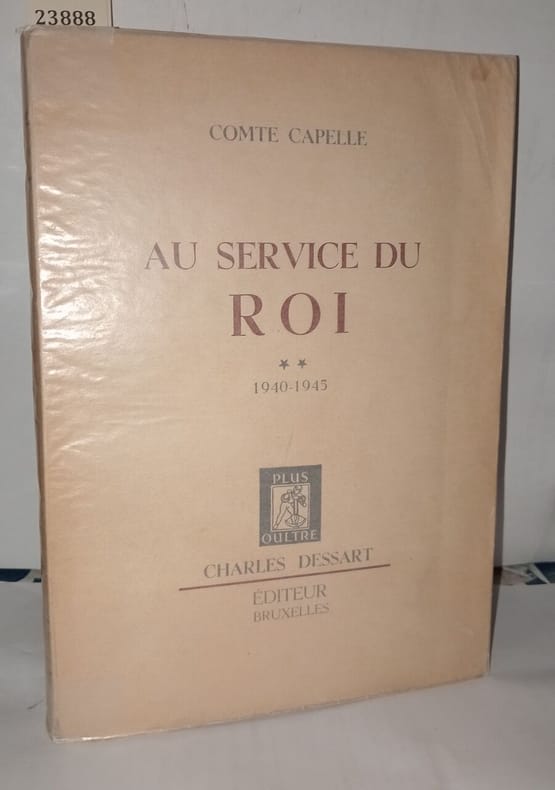 23888
COMTE CAPELLE
AU SERVICE DU
ROI
★★
1940-1945
PLUS
OULTRE
CHARLES DESSART
ÉDITEUR
BRUXELLES